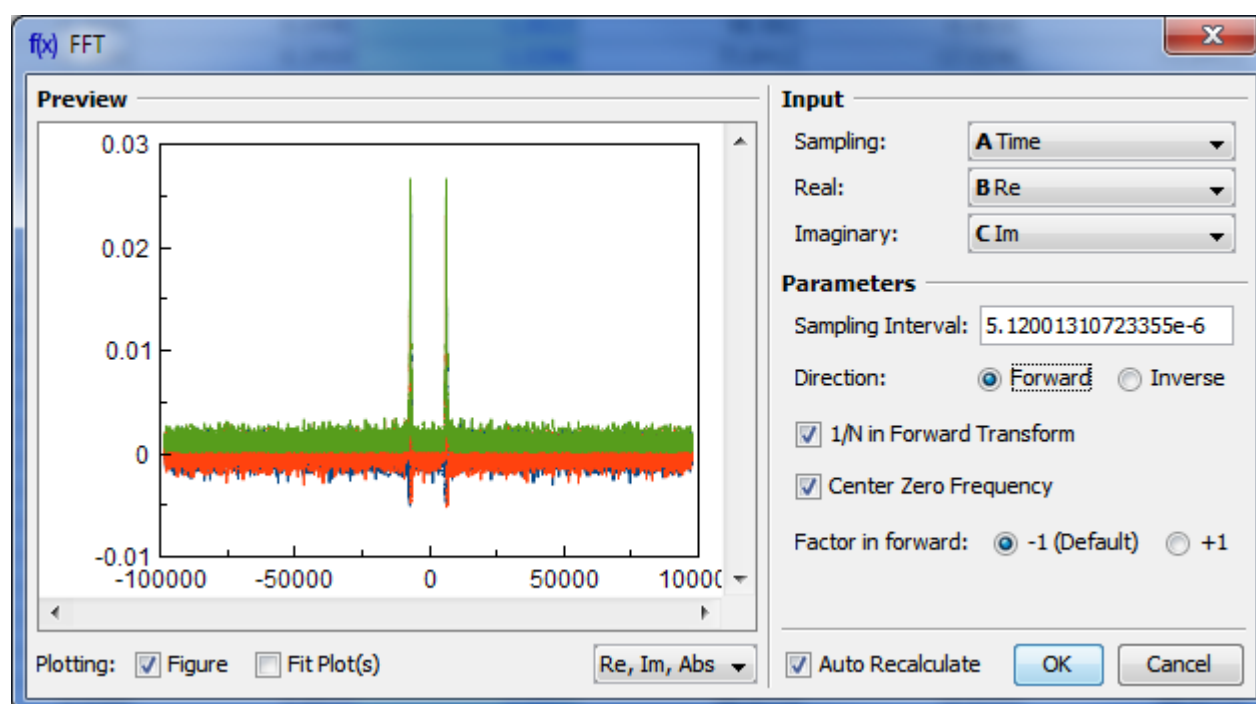 f(x) FFT
X
Preview
0.03
0.02
0.01
0
-0.01
-100000 -50000 0 50000 10000
Plotting: Figure Fit Plot(s) Re, Im, Abs
Input
Sampling: A Time
Real: B Re
Imaginary: C Im
Parameters
Sampling Interval: 5.12001310723355e-6
Direction: Forward Inverse
1/N in Forward Transform
Center Zero Frequency
Factor in forward: -1 (Default) +1
Auto Recalculate OK Cancel